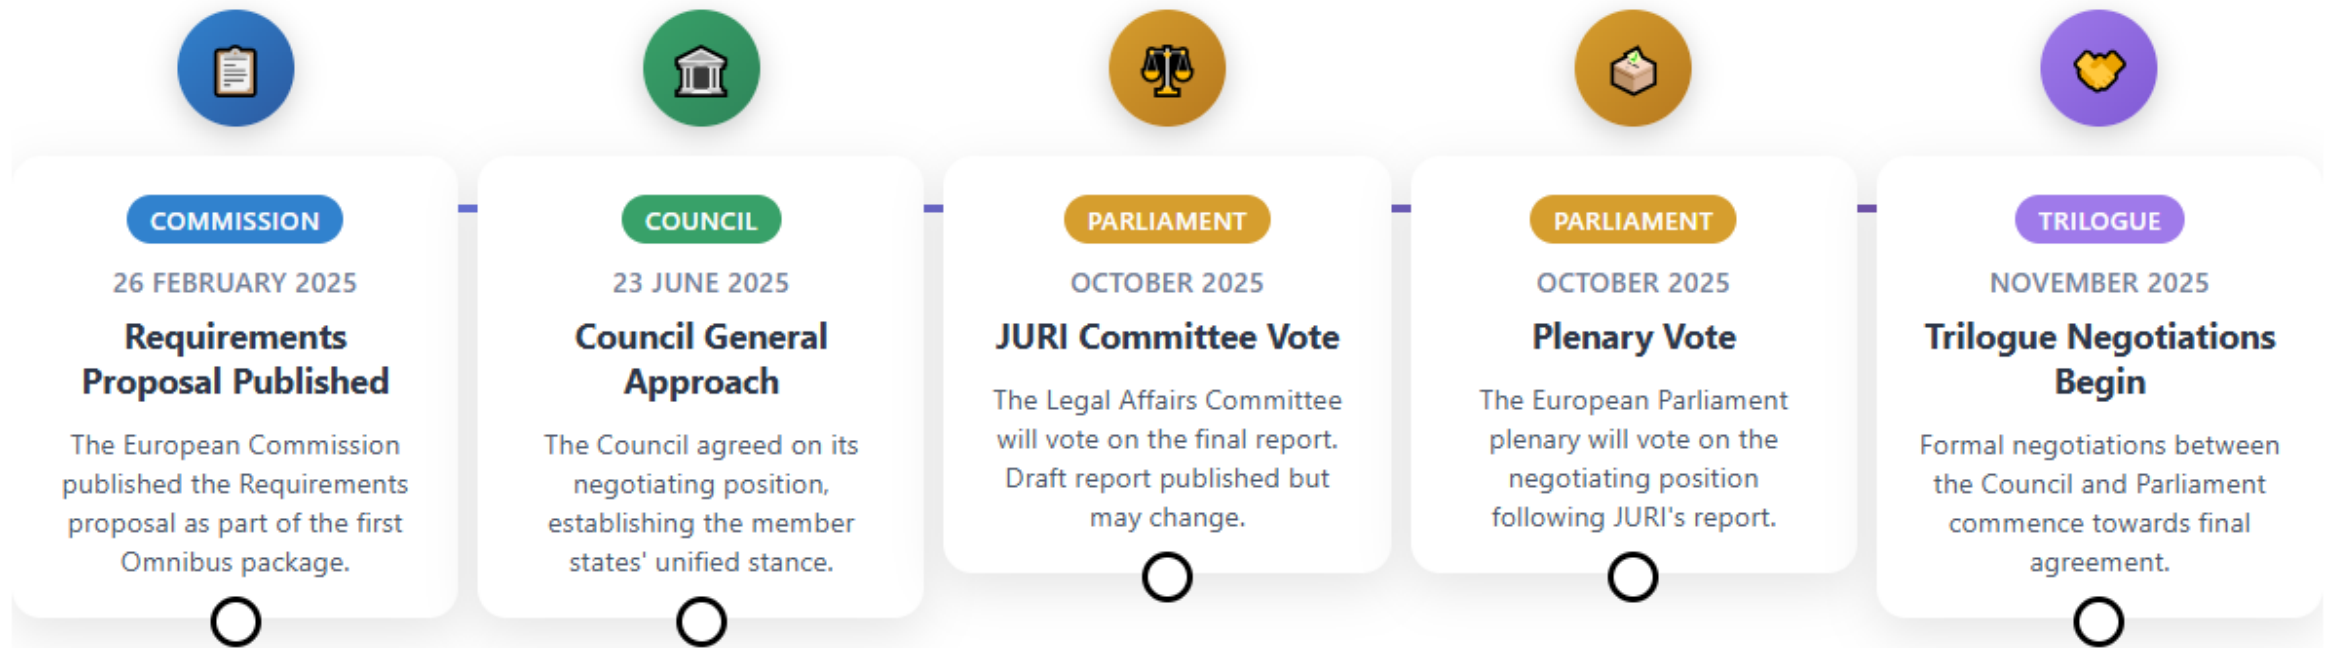 COMMISSION
26 FEBRUARY 2025
Requirements
Proposal Published
The European Commission
published the Requirements
proposal as part of the first
Omnibus package.
COUNCIL
23 JUNE 2025
Council General
Approach
The Council agreed on its
negotiating position,
establishing the member
states' unified stance.
PARLIAMENT
OCTOBER 2025
JURI Committee Vote
The Legal Affairs Committee
will vote on the final report.
Draft report published but
may change.
PARLIAMENT
OCTOBER 2025
Plenary Vote
The European Parliament
plenary will vote on the
negotiating position
following JURI's report.
TRILOGUE
NOVEMBER 2025
Trilogue Negotiations
Begin
Formal negotiations between
the Council and Parliament
commence towards final
agreement.